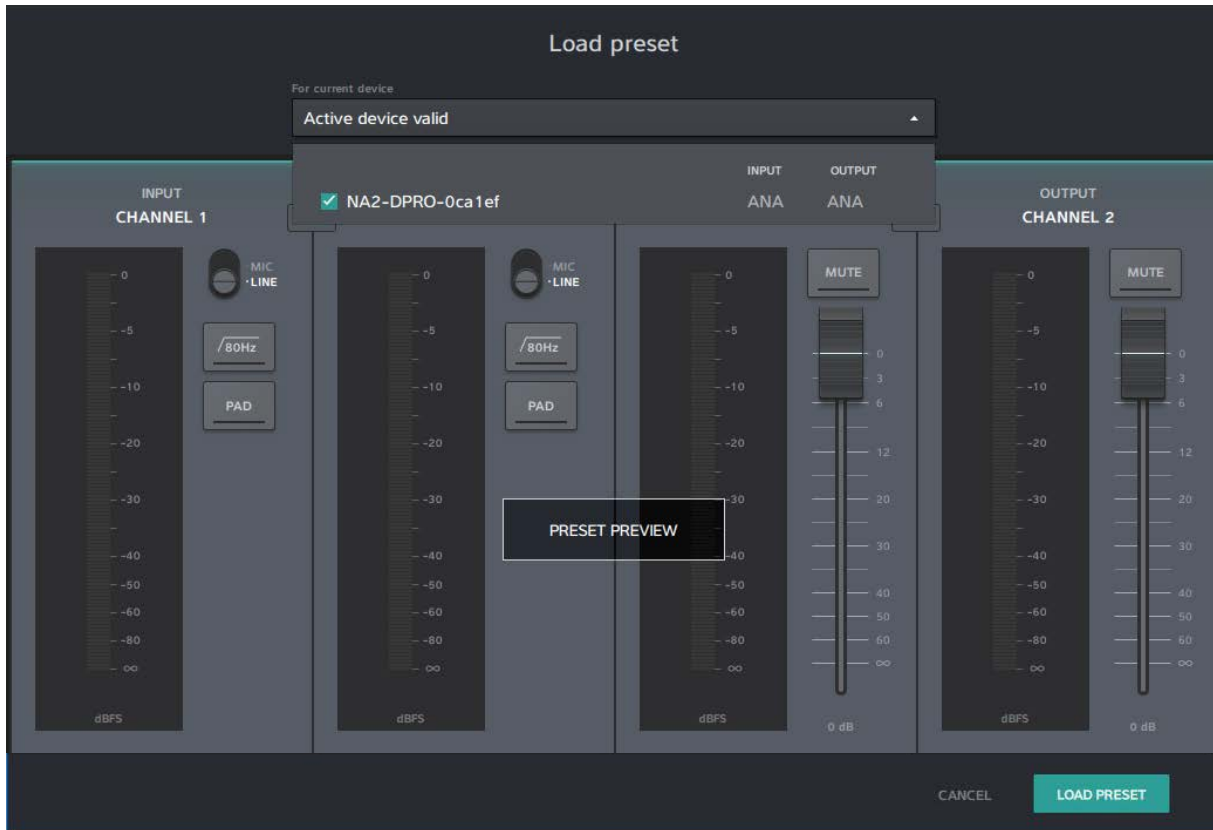 Load preset
For current device
Active device valid
INPUT OUTPUT
NA2-DPRO-0ca1ef ANA ANA
INPUT
CHANNEL 1
0
-5
-10
-20
-30
-40
-50
-60
-80
∞
dBFS
MIC
·LINE
80Hz
PAD
0
-5
-10
-20
-30
-40
-50
-60
-80
∞
dBFS
MIC
·LINE
80Hz
PAD
PRESET PREVIEW
0
-5
-10
-20
-30
-40
-50
-60
-80
∞
dBFS
MUTE
0
3
6
12
20
30
40
50
60
∞
0 dB
OUTPUT
CHANNEL 2
0
-5
-10
-20
-30
-40
-50
-60
-80
∞
dBFS
MUTE
0
3
6
12
20
30
40
50
60
∞
0 dB
CANCEL
LOAD PRESET